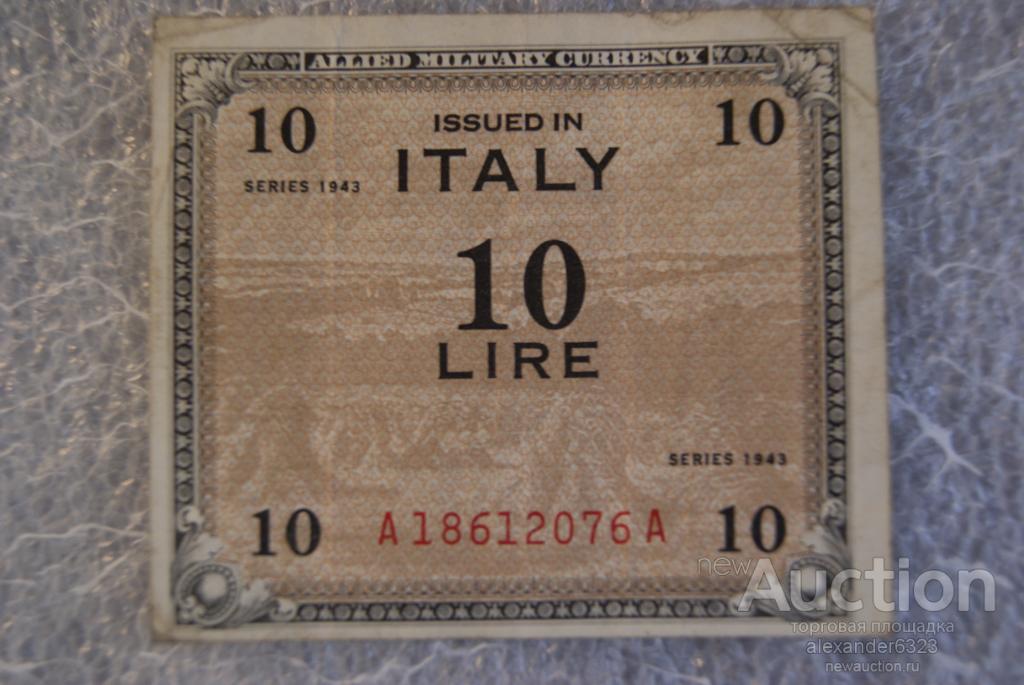 ALLIED MILITARY CURRENCY
10 ISSUED IN 10
SERIES 1943 ITALY
10
LIRE
SERIES 1943
10 A18612076A 10
newAuction
торговая площадка
alexander6323
newauction.ru